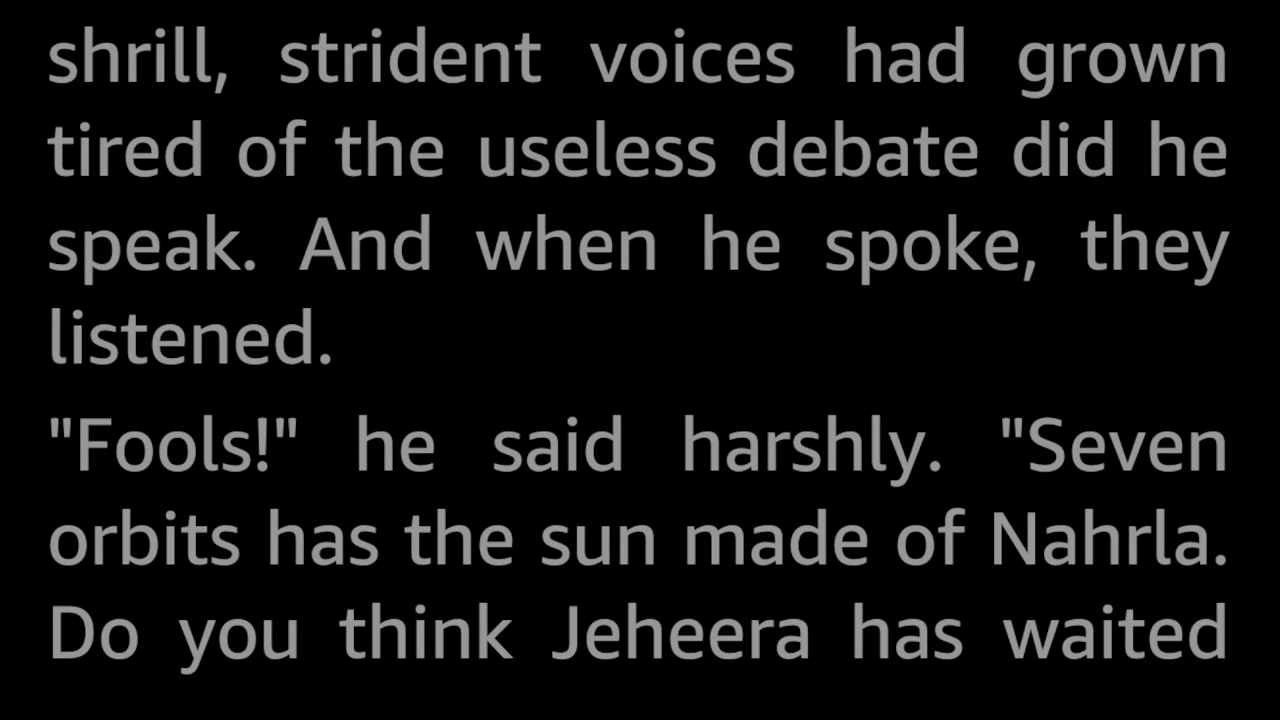 shrill, strident voices had grown
tired of the useless debate did he
speak. And when he spoke, they
listened.
"Fools!" he said harshly. "Seven
orbits has the sun made of Nahrla.
Do you think Jeheera has waited